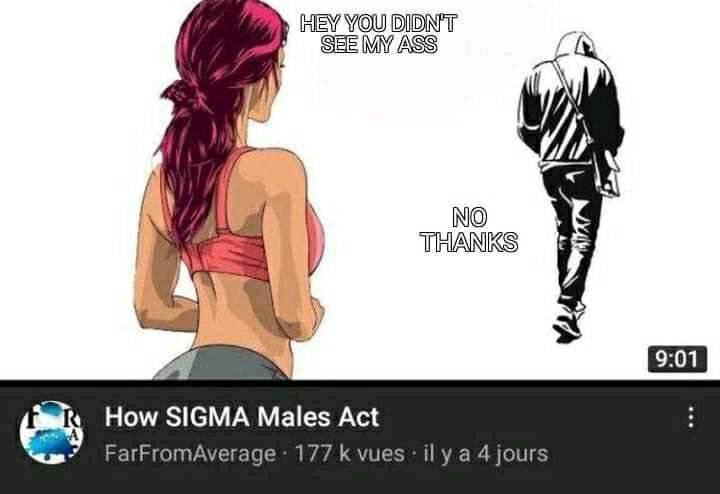 HEY YOU DIDN'T
SEE MY ASS
NO
THANKS
9:01
How SIGMA Males Act
FarFromAverage · 177 k vues · il y a 4 jours